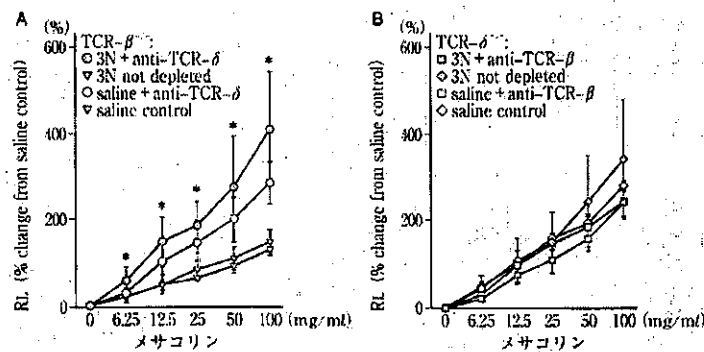 A
(%)
600
400
200
0
RL (% change from saline control)
TCR-β⁻/⁻:
3N + anti-TCR-δ
3N not depleted
saline + anti-TCR-δ
saline control
*
*
*
*
*
0 6.25 12.5 25 50 100 (mg/ml)
メサコリン
B
(%)
600
400
200
0
RL (% change from saline control)
TCR-δ⁻/⁻:
3N + anti-TCR-β
3N not depleted
saline + anti-TCR-β
saline control
0 6.25 12.5 25 50 100 (mg/ml)
メサコリン